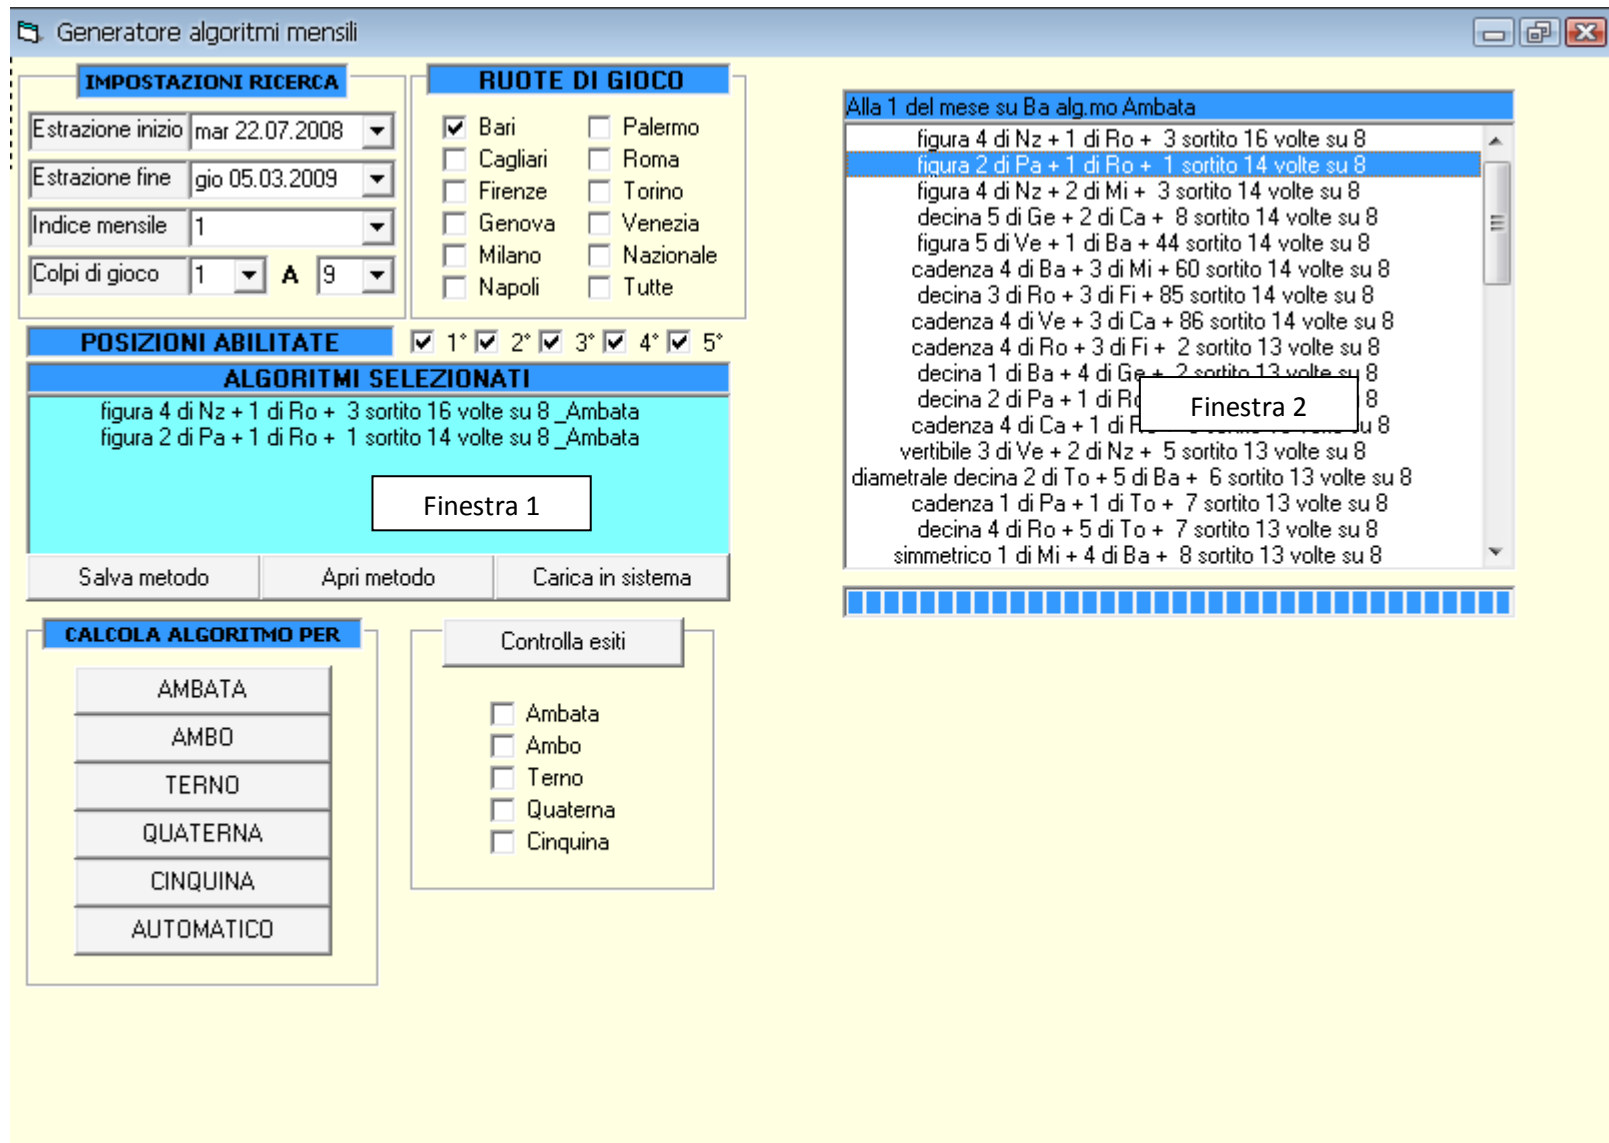 Generatore algoritmi mensili
IMPOSTAZIONI RICERCA
Estrazione inizio mar 22.07.2008
Estrazione fine gio 05.03.2009
Indice mensile 1
Colpi di gioco 1 A 9
RUOTE DI GIOCO
Bari Palermo
Cagliari Roma
Firenze Torino
Genova Venezia
Milano Nazionale
Napoli Tutte
POSIZIONI ABILITATE 1° 2° 3° 4° 5°
ALGORITMI SELEZIONATI
figura 4 di Nz + 1 di Ro + 3 sortito 16 volte su 8 _Ambata
figura 2 di Pa + 1 di Ro + 1 sortito 14 volte su 8 _Ambata
Finestra 1
Salva metodo Apri metodo Carica in sistema
CALCOLA ALGORITMO PER
AMBATA
AMBO
TERNO
QUATERNA
CINQUINA
AUTOMATICO
Controlla esiti
Ambata
Ambo
Terno
Quaterna
Cinquina
Alla 1 del mese su Ba alg.mo Ambata
figura 4 di Nz + 1 di Ro + 3 sortito 16 volte su 8
figura 2 di Pa + 1 di Ro + 1 sortito 14 volte su 8
figura 4 di Nz + 2 di Mi + 3 sortito 14 volte su 8
decina 5 di Ge + 2 di Ca + 8 sortito 14 volte su 8
figura 5 di Ve + 1 di Ba + 44 sortito 14 volte su 8
cadenza 4 di Ba + 3 di Mi + 60 sortito 14 volte su 8
decina 3 di Ro + 3 di Fi + 85 sortito 14 volte su 8
cadenza 4 di Ve + 3 di Ca + 86 sortito 14 volte su 8
cadenza 4 di Ro + 3 di Fi + 2 sortito 13 volte su 8
decina 1 di Ba + 4 di Ge + 2 sortito 13 volte su 8
decina 2 di Pa + 1 di 8
cadenza 4 di Ca + 1 di su 8
Finestra 2
vertibile 3 di Ve + 2 di Nz + 5 sortito 13 volte su 8
diametrale decina 2 di To + 5 di Ba + 6 sortito 13 volte su 8
cadenza 1 di Pa + 1 di To + 7 sortito 13 volte su 8
decina 4 di Ro + 5 di To + 7 sortito 13 volte su 8
simmetrico 1 di Mi + 4 di Ba + 8 sortito 13 volte su 8